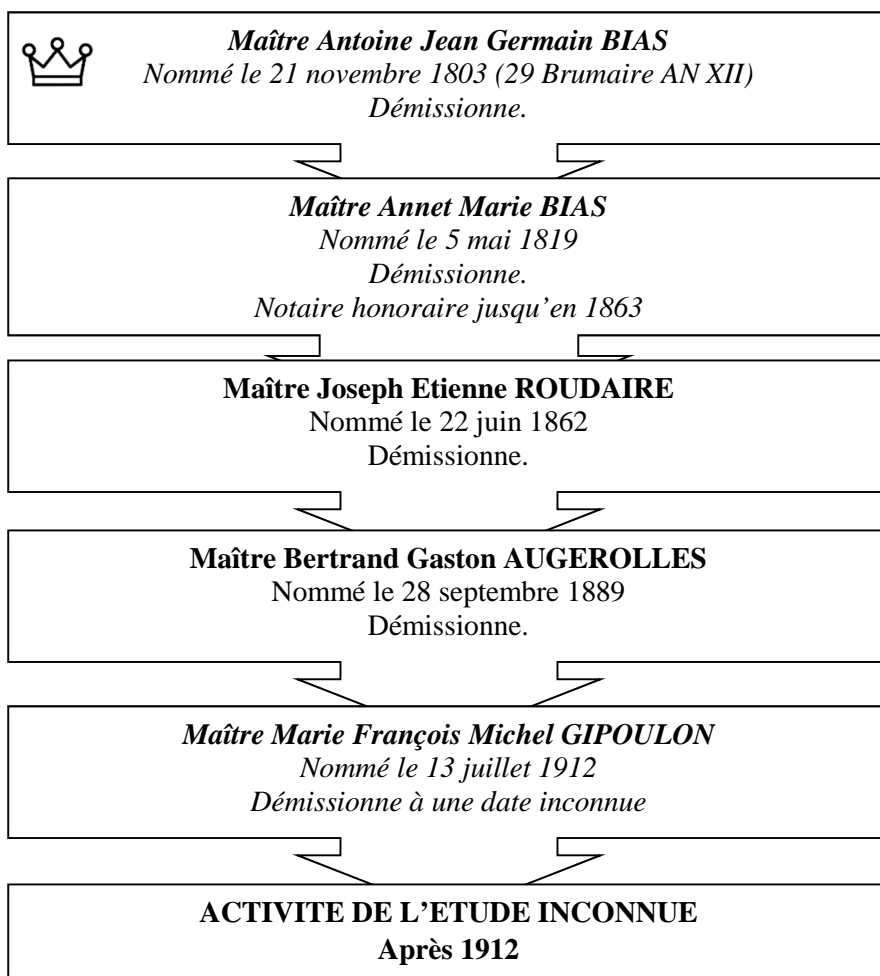 Maître Antoine Jean Germain BIAS
Nommé le 21 novembre 1803 (29 Brumaire AN XII)
Démissionne.
Maître Annet Marie BIAS
Nommé le 5 mai 1819
Démissionne.
Notaire honoraire jusqu’en 1863
Maître Joseph Etienne ROUDAIRE
Nommé le 22 juin 1862
Démissionne.
Maître Bertrand Gaston AUGEROLLES
Nommé le 28 septembre 1889
Démissionne.
Maître Marie François Michel GIPOULON
Nommé le 13 juillet 1912
Démissionne à une date inconnue
ACTIVITE DE L’ETUDE INCONNUE
Après 1912